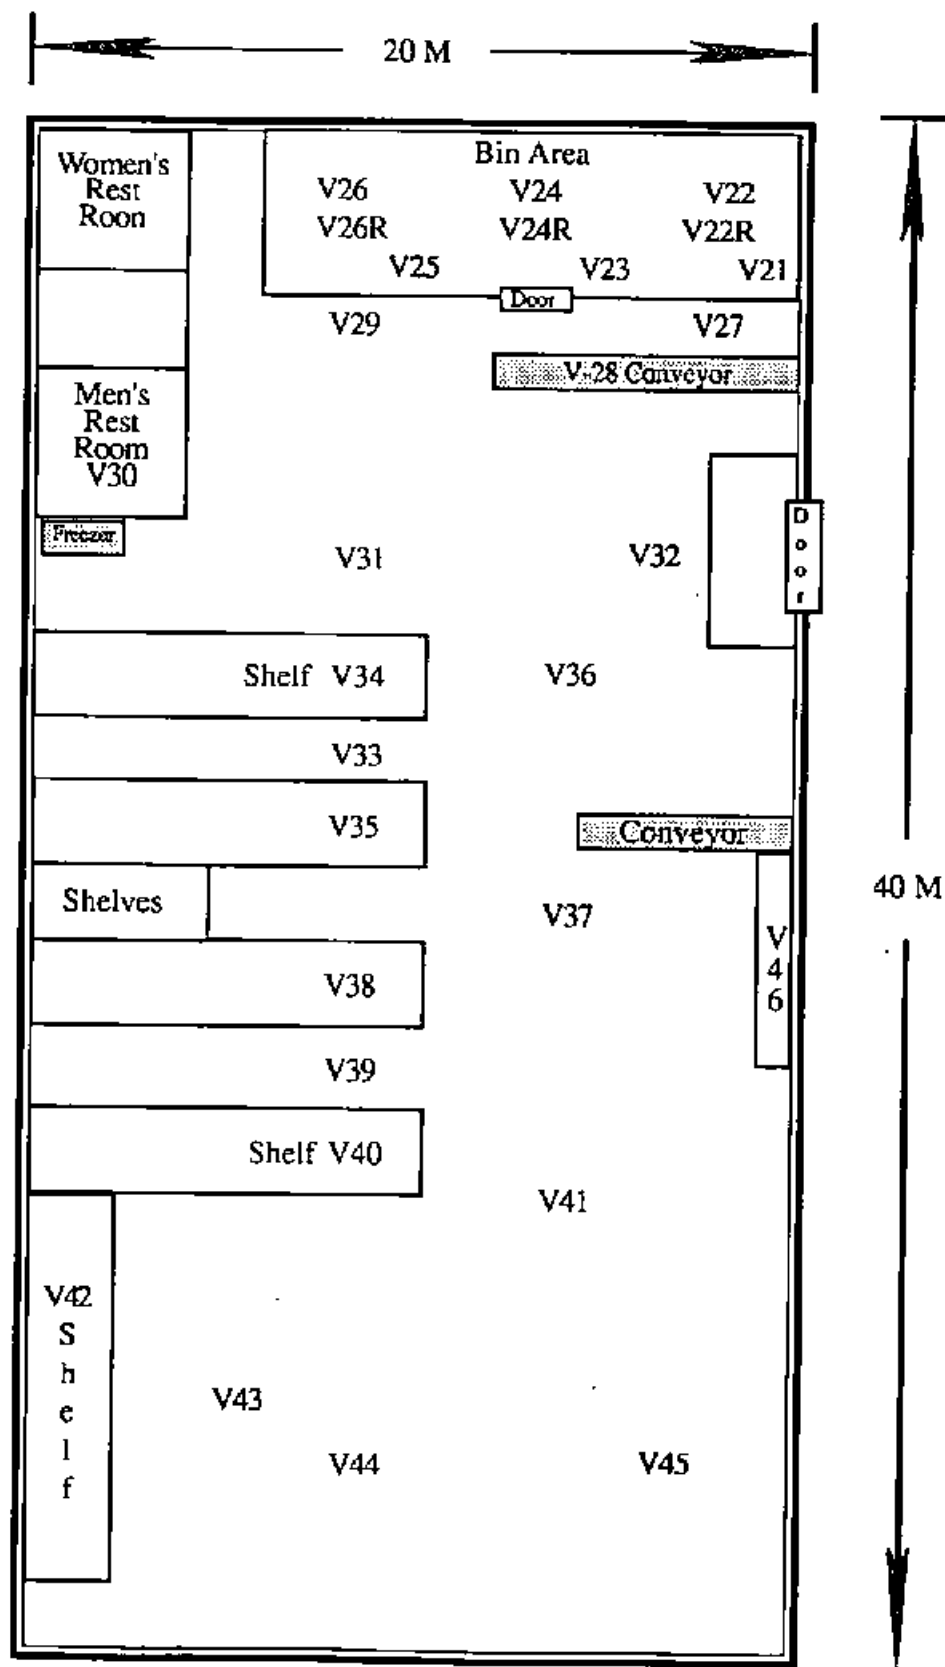 20 M
Women's
Rest
Roon
Bin Area
V26 V24 V22
V26R V24R V22R
V25 V23 V21
Door
V29 V27
V-28 Conveyor
Men's
Rest
Room
V30
Freezer
D
o
o
r
V31 V32
Shelf V34
V36
V33
V35
Conveyor
40 M
Shelves
V37
V
4
6
V38
V39
Shelf V40
V41
V42
S
h
e
l
f
V43
V44 V45